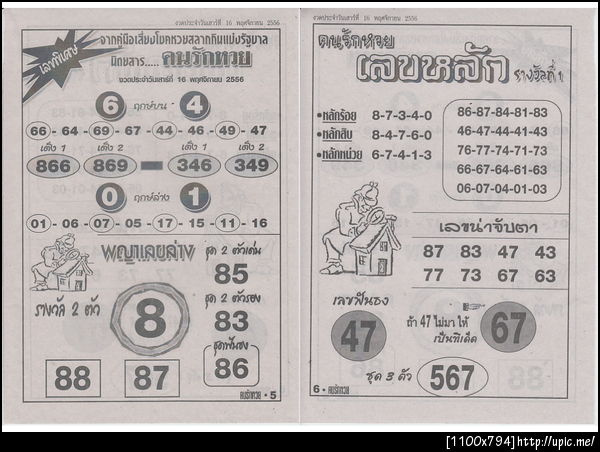 งวดประจำวันเสาร์ที่ 16 พฤศจิกายน 2556
เลขพิเศษ
จากคู่มือเสี่ยงโชคหวยสลากกินแบ่งรัฐบาล
นิตยสาร..... คนรักหวย
งวดประจำวันเสาร์ที่ 16 พฤศจิกายน 2556
6 ฤกษ์บน 4
66 - 64 - 69 - 67 - 44 - 46 - 49 - 47
เต็ง 1 เต็ง 2 เต็ง 1 เต็ง 2
866 869 346 349
0 ฤกษ์ล่าง 1
01 - 06 - 07 - 05 - 17 - 15 - 11 - 16
พญาเลขล่าง
รางวัล 2 ตัว
8
ชุด 2 ตัวเด่น
85
ชุด 2 ตัวรอง
83
ชุดฟันธง
86
88 87
คนรักหวย - 5
งวดประจำวันเสาร์ที่ 16 พฤศจิกายน 2556
คนรักหวย
เลขหลัก
รางวัลที่ 1
•หลักร้อย 8-7-3-4-0
•หลักสิบ 8-4-7-6-0
•หลักหน่วย 6-7-4-1-3
86-87-84-81-83
46-47-44-41-43
76-77-74-71-73
66-67-64-61-63
06-07-04-01-03
เลขน่าจับตา
87 83 47 43
77 73 67 63
เลขฟันธง
47
ถ้า 47 ไม่มา ให้
เป็นทีเด็ด
67
ชุด 3 ตัว 567
6 - คนรักหวย
[1100x794]http://upic.me/